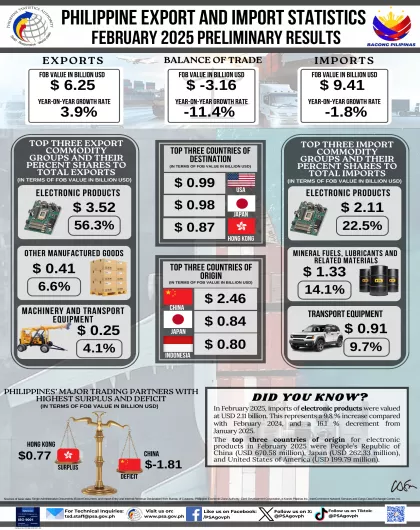 PHILIPPINE EXPORT AND IMPORT STATISTICS
FEBRUARY 2025 PRELIMINARY RESULTS
BAGONG PILIPINAS
EXPORTS
FOB VALUE IN BILLION USD
$ 6.25
YEAR-ON-YEAR GROWTH RATE
3.9%
BALANCE OF TRADE
FOB VALUE IN BILLION USD
$ -3.16
YEAR-ON-YEAR GROWTH RATE
-11.4%
IMPORTS
FOB VALUE IN BILLION USD
$ 9.41
YEAR-ON-YEAR GROWTH RATE
-1.8%
TOP THREE EXPORT
COMMODITY
GROUPS AND THEIR
PERCENT SHARES TO
TOTAL EXPORTS
(IN TERMS OF FOB VALUE IN BILLION USD)
ELECTRONIC PRODUCTS
$ 3.52
56.3%
OTHER MANUFACTURED GOODS
$ 0.41
6.6%
MACHINERY AND TRANSPORT
EQUIPMENT
$ 0.25
4.1%
TOP THREE COUNTRIES OF
DESTINATION
(IN TERMS OF FOB VALUE IN BILLION USD)
$ 0.99
USA
$ 0.98
JAPAN
$ 0.87
HONG KONG
TOP THREE COUNTRIES OF
ORIGIN
(IN TERMS OF FOB VALUE IN BILLION USD)
CHINA
$ 2.46
JAPAN
$ 0.84
INDONESIA
$ 0.80
TOP THREE IMPORT
COMMODITY
GROUPS AND THEIR
PERCENT SHARES TO
TOTAL IMPORTS
(IN TERMS OF FOB VALUE IN BILLION USD)
ELECTRONIC PRODUCTS
$ 2.11
22.5%
MINERAL FUELS, LUBRICANTS AND
RELATED MATERIALS
$ 1.33
14.1%
TRANSPORT EQUIPMENT
$ 0.91
9.7%
PHILIPPINES' MAJOR TRADING PARTNERS WITH
HIGHEST SURPLUS AND DEFICIT
(IN TERMS OF FOB VALUE IN BILLION USD)
HONG KONG
$0.77
SURPLUS
CHINA
$-1.81
DEFICIT
DID YOU KNOW?
In February 2025, imports of electronic products were valued
at USD 2.11 billion. This represents a 9.8 % increase
compared with February 2024, and a 16.1 % decrease from
January 2025.
The top three countries of origin for electronic
products in February 2025 were People's Republic of
China (USD 670.58 million), Japan (USD 262.33 million),
and United States of America (USD 199.79 million).
For Technical Inquiries:
tsd.staff@psa.gov.ph
Visit us on:
www.psa.gov.ph
Like us on Facebook:
/PSAgovph
Follow us on X:
@PSAgovph
Follow us on TikTok:
@PSAgovph